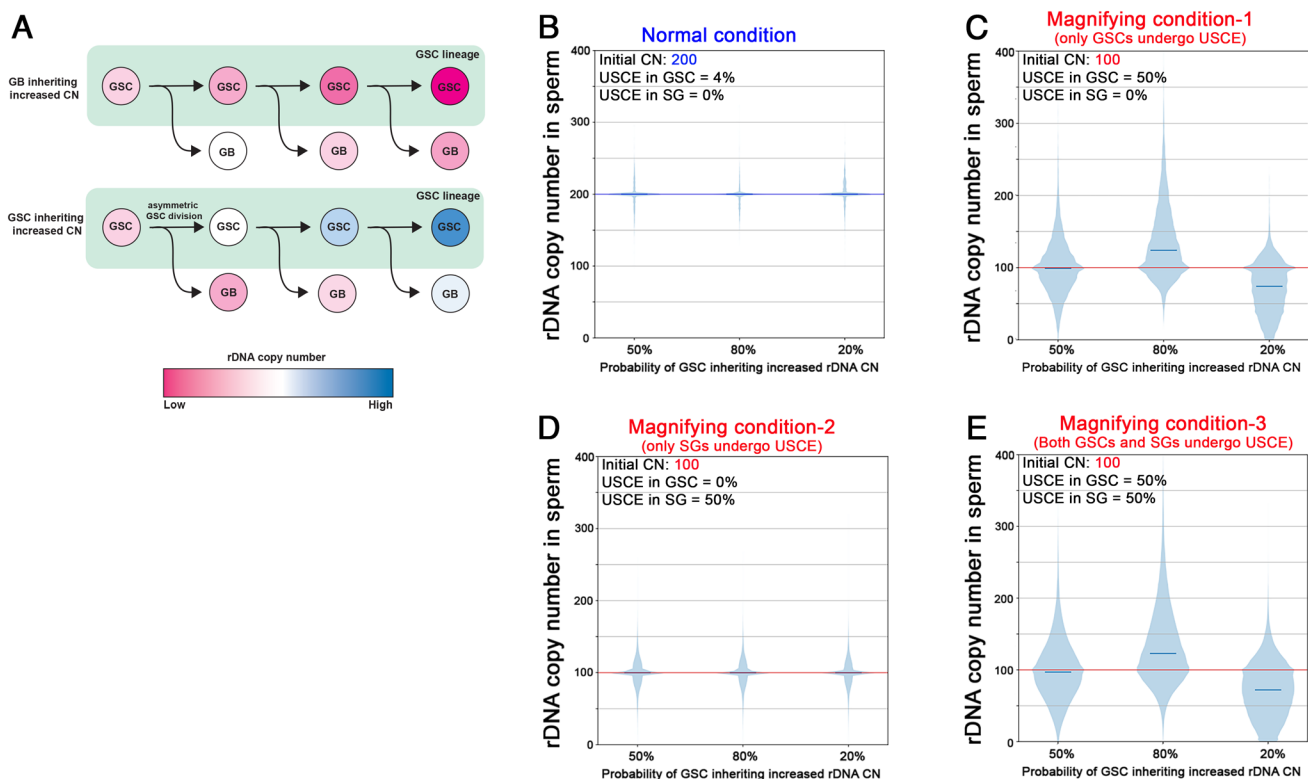 A
GB inheriting
increased CN
GSC lineage
GSC
GSC
GSC
GSC
GB
GB
GB
GSC inheriting
increased CN
asymmetric
GSC division
GSC lineage
GSC
GSC
GSC
GSC
GB
GB
GB
rDNA copy number
Low
High
B
Normal condition
Initial CN: 200
USCE in GSC = 4%
USCE in SG = 0%
rDNA copy number in sperm
400
300
200
100
0
50%
80%
20%
Probability of GSC inheriting increased rDNA CN
C
Magnifying condition-1
(only GSCs undergo USCE)
Initial CN: 100
USCE in GSC = 50%
USCE in SG = 0%
rDNA copy number in sperm
400
300
200
100
0
50%
80%
20%
Probability of GSC inheriting increased rDNA CN
D
Magnifying condition-2
(only SGs undergo USCE)
Initial CN: 100
USCE in GSC = 0%
USCE in SG = 50%
rDNA copy number in sperm
400
300
200
100
0
50%
80%
20%
Probability of GSC inheriting increased rDNA CN
E
Magnifying condition-3
(Both GSCs and SGs undergo USCE)
Initial CN: 100
USCE in GSC = 50%
USCE in SG = 50%
rDNA copy number in sperm
400
300
200
100
0
50%
80%
20%
Probability of GSC inheriting increased rDNA CN